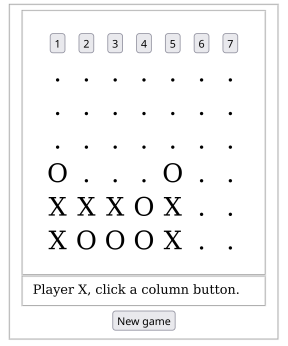 1 2 3 4 5 6 7
. . . . . . .
. . . . . . .
. . . . . . .
O . . . O . .
X X X O X . .
X O O O X . .
Player X, click a column button.
New game